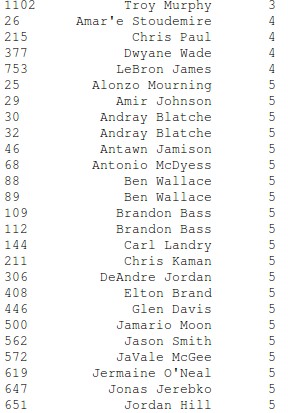 1102 Troy Murphy 3
26 Amar'e Stoudemire 4
215 Chris Paul 4
377 Dwyane Wade 4
753 LeBron James 4
25 Alonzo Mourning 5
29 Amir Johnson 5
30 Andray Blatche 5
32 Andray Blatche 5
46 Antawn Jamison 5
68 Antonio McDyess 5
88 Ben Wallace 5
89 Ben Wallace 5
109 Brandon Bass 5
112 Brandon Bass 5
144 Carl Landry 5
211 Chris Kaman 5
306 DeAndre Jordan 5
408 Elton Brand 5
446 Glen Davis 5
500 Jamario Moon 5
562 Jason Smith 5
572 JaVale McGee 5
619 Jermaine O'Neal 5
647 Jonas Jerebko 5
651 Jordan Hill 5